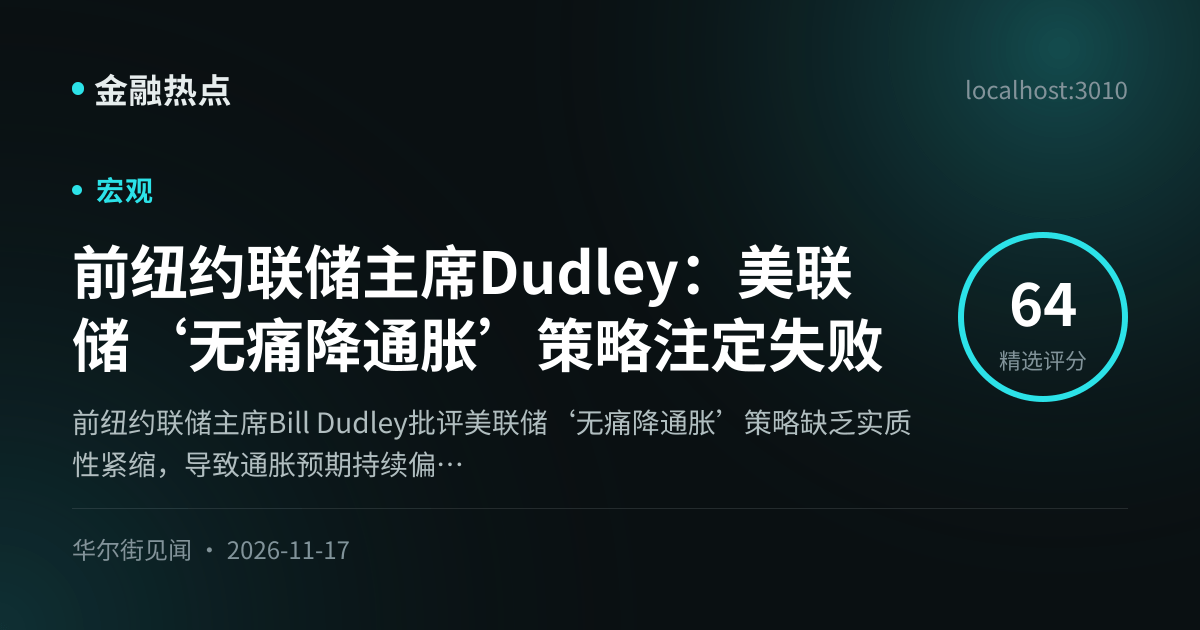 金融热点
localhost:3010
宏观
前纽约联储主席Dudley：美联
储‘无痛降通胀’策略注定失败
64
精选评分
前纽约联储主席Bill Dudley批评美联储‘无痛降通胀’策略缺乏实质
性紧缩，导致通胀预期持续偏…
华尔街见闻 · 2026-11-17